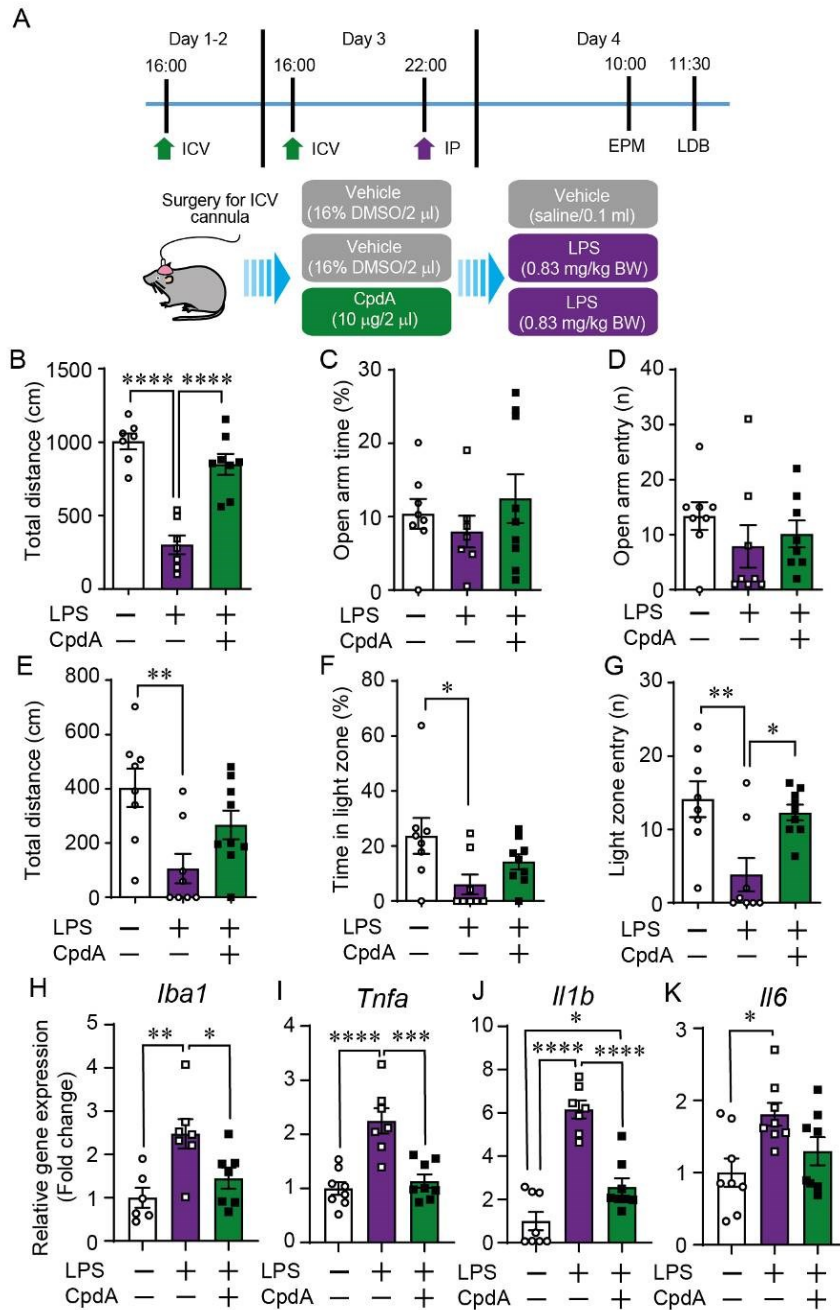 A
Day 1-2 Day 3 Day 4
16:00 16:00 22:00 10:00 11:30
ICV ICV IP EPM LDB
Surgery for ICV
cannula
Vehicle
(16% DMSO/2 μl)
Vehicle
(16% DMSO/2 μl)
CpdA
(10 μg/2 μl)
Vehicle
(saline/0.1 ml)
LPS
(0.83 mg/kg BW)
LPS
(0.83 mg/kg BW)
B
Total distance (cm)
1500
1000
500
0
**** ****
LPS — + +
CpdA — — +
C
Open arm time (%)
30
20
10
0
LPS — + +
CpdA — — +
D
Open arm entry (n)
40
30
20
10
0
LPS — + +
CpdA — — +
E
Total distance (cm)
800
600
400
200
0
**
LPS — + +
CpdA — — +
F
Time in light zone (%)
80
60
40
20
0
*
LPS — + +
CpdA — — +
G
Light zone entry (n)
30
20
10
0
** *
LPS — + +
CpdA — — +
H
Iba1
Relative gene expression
(Fold change)
5
4
3
2
1
0
** *
LPS — + +
CpdA — — +
I
Tnfa
4
3
2
1
0
**** ***
— + +
— — +
J
Il1b
10
8
6
4
2
0
*
**** ****
— + +
— — +
K
Il6
3
2
1
0
*
— + +
— — +